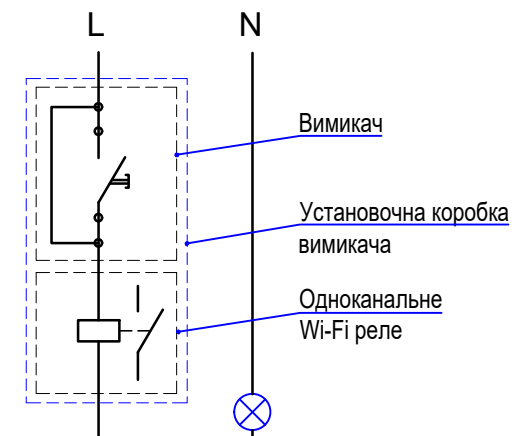 L N
Вимикач
Установочна коробка
вимикача
Одноканальне
Wi-Fi реле